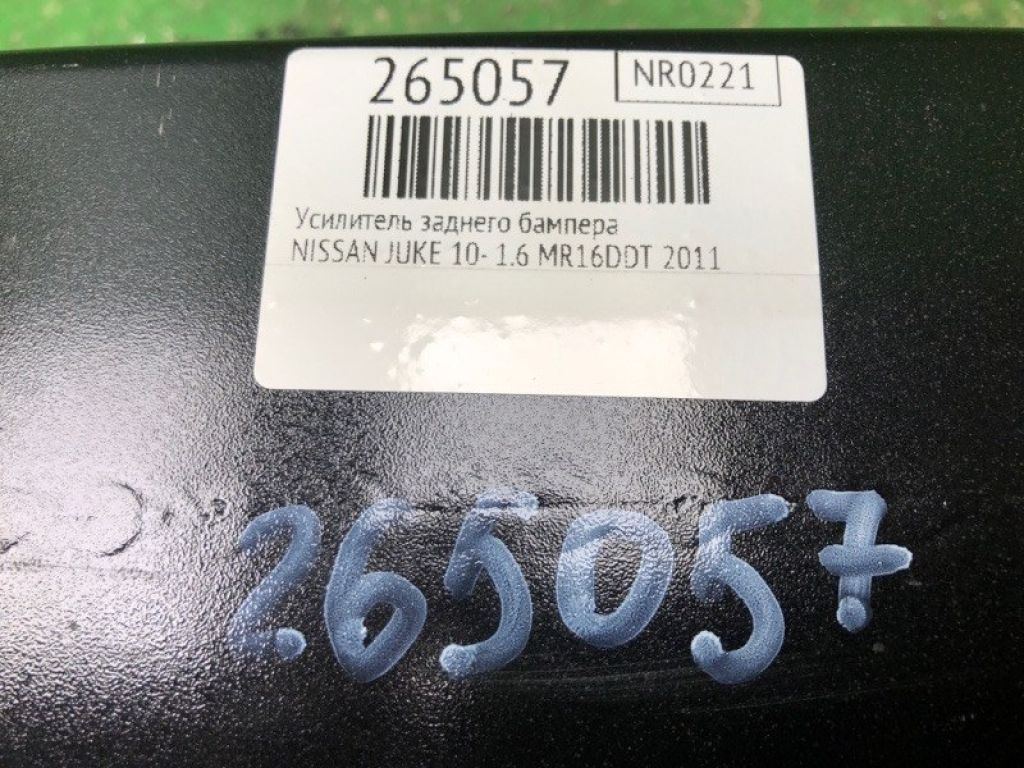 265057
NR0221
Усилитель заднего бампера
NISSAN JUKE 10- 1.6 MR16DDT 2011
265057